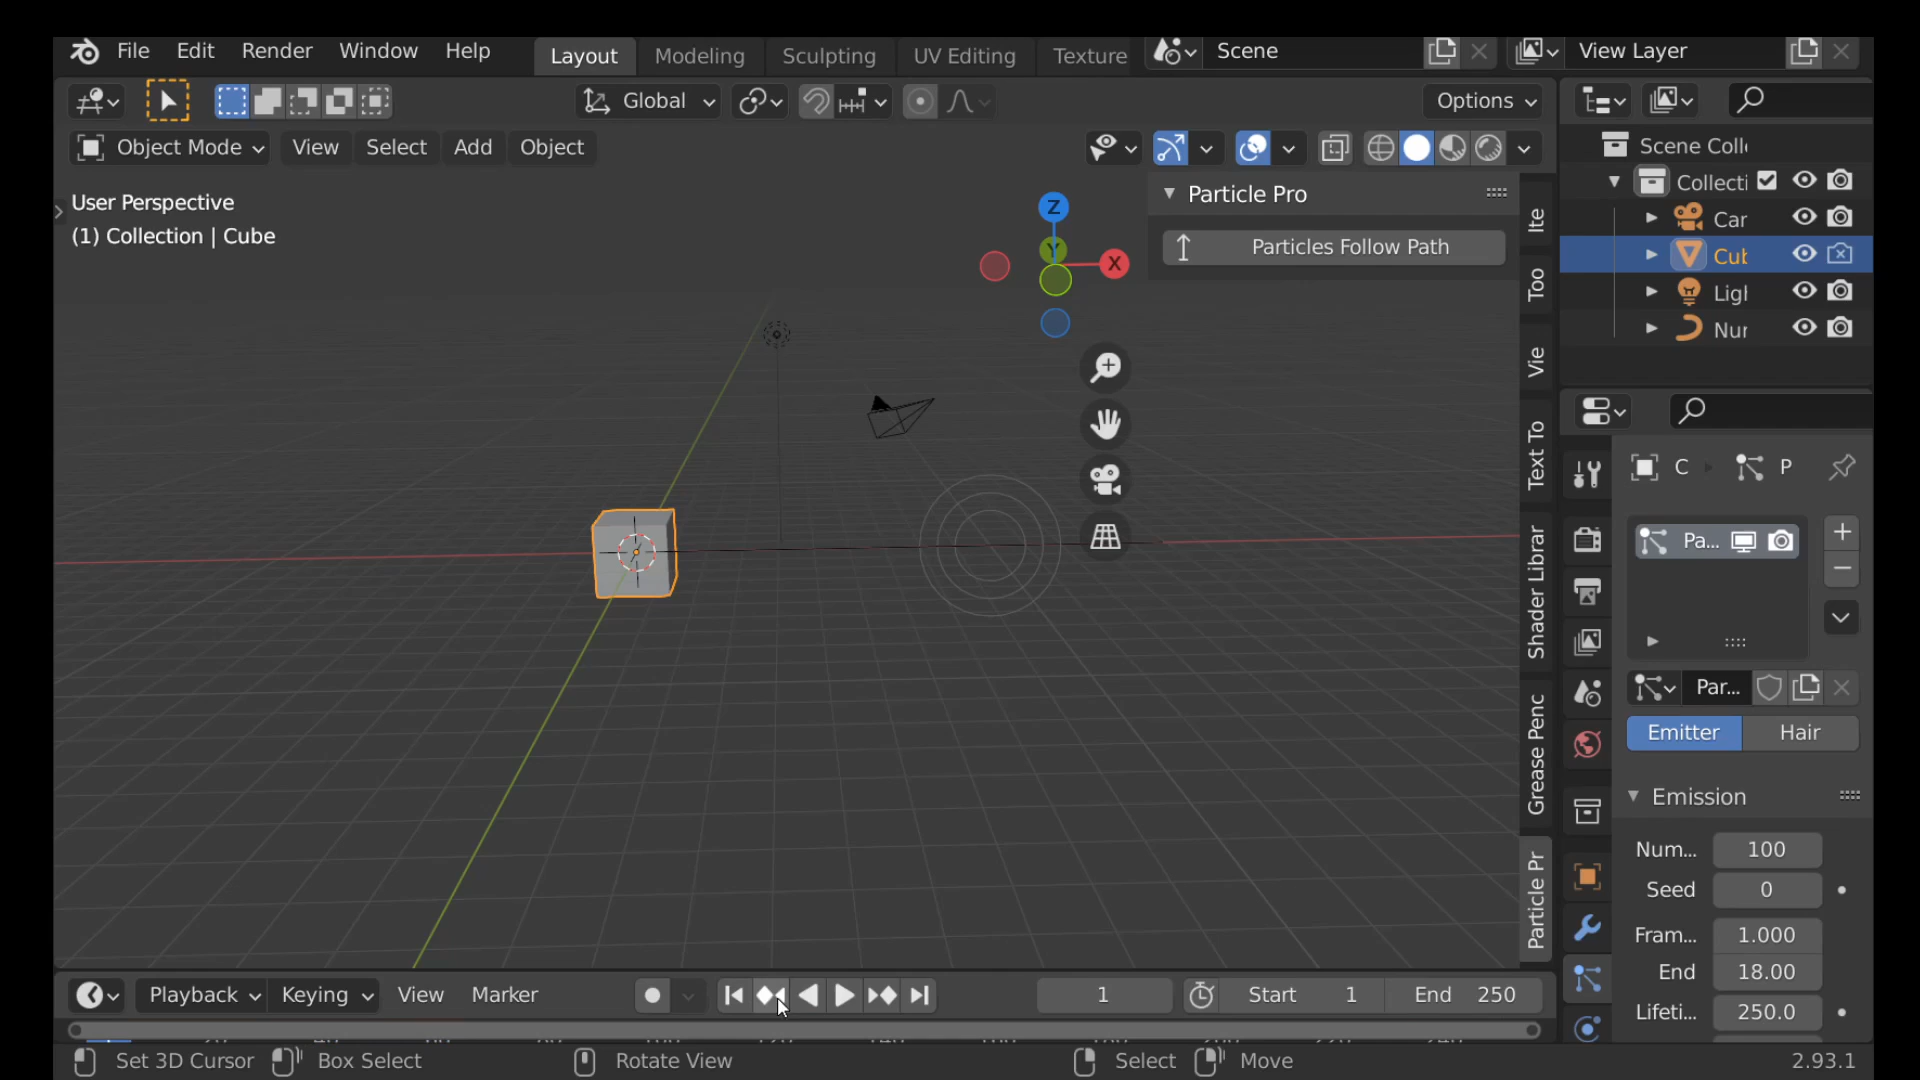 File Edit Render Window Help Layout Modeling Sculpting UV Editing Texture Scene View Layer
Global Options
Object Mode View Select Add Object
Scene Coll
Collecti
Car
Cub
Ligh
Nur
User Perspective
(1) Collection | Cube
Z
Y
X
Particle Pro
Particles Follow Path
Ite
Too
Vie
Text To
Shader Librar
Grease Penc
Particle Pr
C P
Pa...
Par...
Emitter Hair
Emission
Num... 100
Seed 0
Fram... 1.000
End 18.00
Lifeti... 250.0
Playback Keying View Marker 1 Start 1 End 250
Set 3D Cursor Box Select Rotate View Select Move 2.93.1